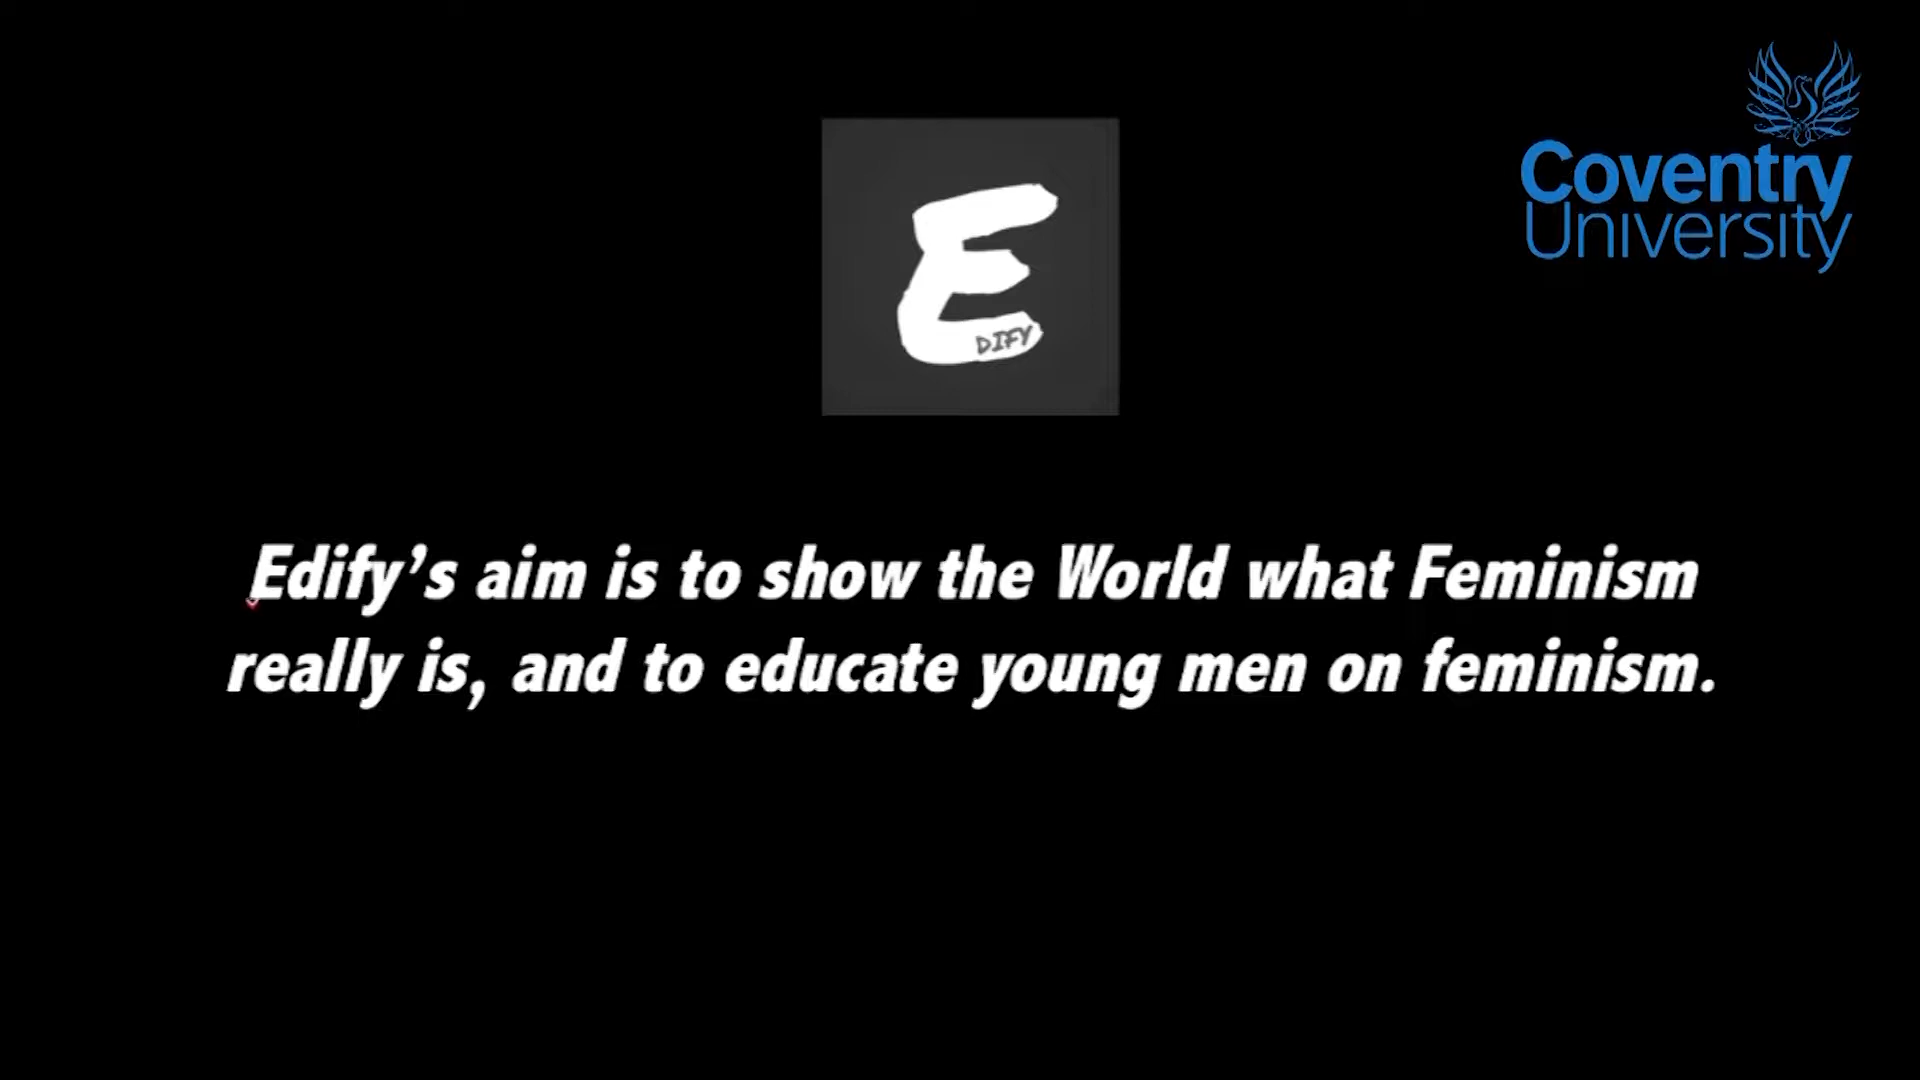 Coventry
University
E
DIFY
Edify’s aim is to show the World what Feminism
really is, and to educate young men on feminism.